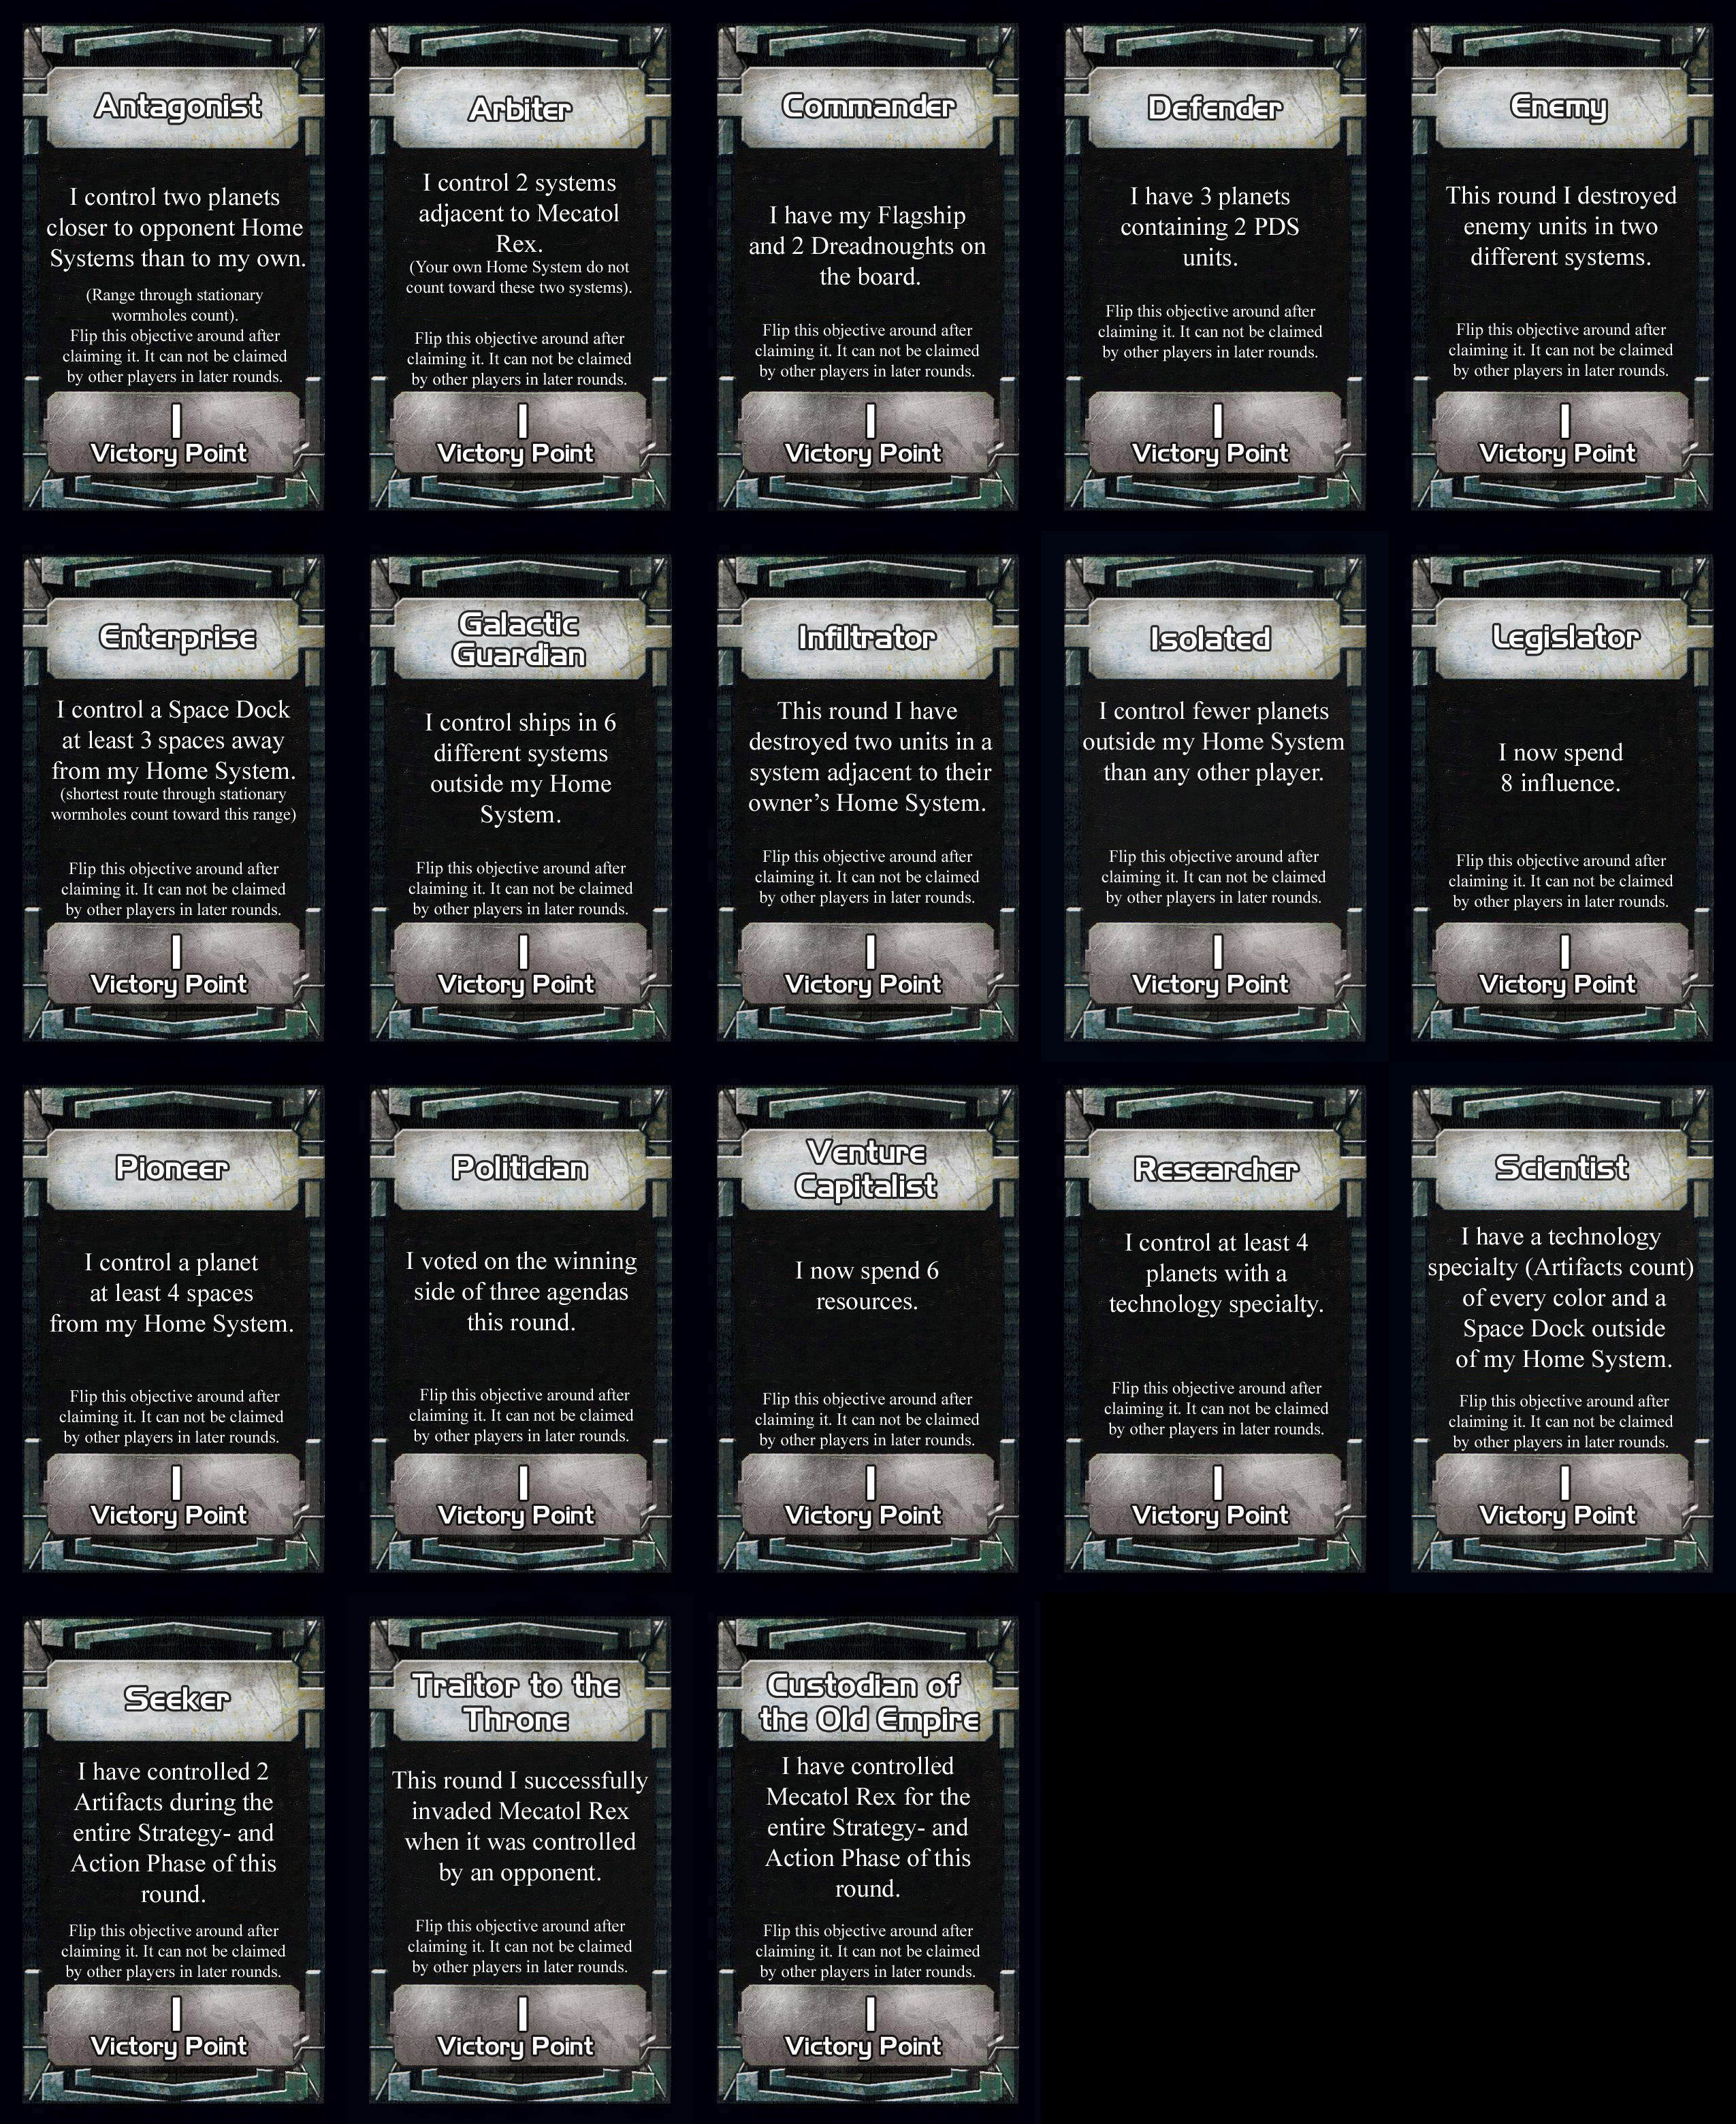 Antagonist
I control two planets
closer to opponent Home
Systems than to my own.
(Range through stationary
wormholes count).
Flip this objective around after
claiming it. It can not be claimed
by other players in later rounds.
1
Victory Point
Arbiter
I control 2 systems
adjacent to Mecatol
Rex.
(Your own Home System do not
count toward these two systems).
Flip this objective around after
claiming it. It can not be claimed
by other players in later rounds.
1
Victory Point
Commander
I have my Flagship
and 2 Dreadnoughts on
the board.
Flip this objective around after
claiming it. It can not be claimed
by other players in later rounds.
1
Victory Point
Defender
I have 3 planets
containing 2 PDS
units.
Flip this objective around after
claiming it. It can not be claimed
by other players in later rounds.
1
Victory Point
Enemy
This round I destroyed
enemy units in two
different systems.
Flip this objective around after
claiming it. It can not be claimed
by other players in later rounds.
1
Victory Point
Enterprise
I control a Space Dock
at least 3 spaces away
from my Home System.
(shortest route through stationary
wormholes count toward this range)
Flip this objective around after
claiming it. It can not be claimed
by other players in later rounds.
1
Victory Point
Galactic
Guardian
I control ships in 6
different systems
outside my Home
System.
Flip this objective around after
claiming it. It can not be claimed
by other players in later rounds.
1
Victory Point
Infiltrator
This round I have
destroyed two units in a
system adjacent to their
owner's Home System.
Flip this objective around after
claiming it. It can not be claimed
by other players in later rounds.
1
Victory Point
Isolated
I control fewer planets
outside my Home System
than any other player.
Flip this objective around after
claiming it. It can not be claimed
by other players in later rounds.
1
Victory Point
Legislator
I now spend
8 influence.
Flip this objective around after
claiming it. It can not be claimed
by other players in later rounds.
1
Victory Point
Pioneer
I control a planet
at least 4 spaces
from my Home System.
Flip this objective around after
claiming it. It can not be claimed
by other players in later rounds.
1
Victory Point
Politician
I voted on the winning
side of three agendas
this round.
Flip this objective around after
claiming it. It can not be claimed
by other players in later rounds.
1
Victory Point
Venture
Capitalist
I now spend 6
resources.
Flip this objective around after
claiming it. It can not be claimed
by other players in later rounds.
1
Victory Point
Researcher
I control at least 4
planets with a
technology specialty.
Flip this objective around after
claiming it. It can not be claimed
by other players in later rounds.
1
Victory Point
Scientist
I have a technology
specialty (Artifacts count)
of every color and a
Space Dock outside
of my Home System.
Flip this objective around after
claiming it. It can not be claimed
by other players in later rounds.
1
Victory Point
Seeker
I have controlled 2
Artifacts during the
entire Strategy- and
Action Phase of this
round.
Flip this objective around after
claiming it. It can not be claimed
by other players in later rounds.
1
Victory Point
Traitor to the
Throne
This round I successfully
invaded Mecatol Rex
when it was controlled
by an opponent.
Flip this objective around after
claiming it. It can not be claimed
by other players in later rounds.
1
Victory Point
Custodian of
the Old Empire
I have controlled
Mecatol Rex for the
entire Strategy- and
Action Phase of this
round.
Flip this objective around after
claiming it. It can not be claimed
by other players in later rounds.
1
Victory Point